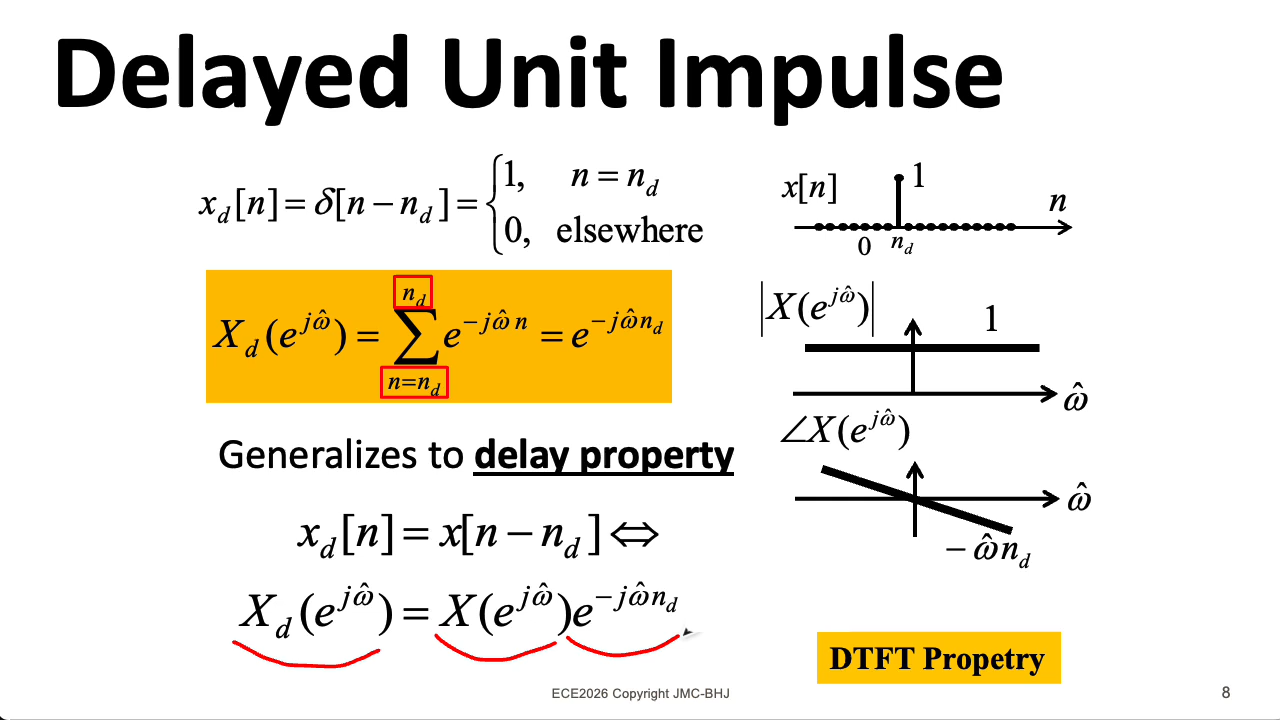 Delayed Unit Impulse
x_d[n] = δ[n − n_d] = { 1, n = n_d
0, elsewhere
x[n] 1 n
0 n_d
X_d(e^{jω̂}) = ∑_{n=n_d}^{n_d} e^{−jω̂n} = e^{−jω̂n_d}
|X(e^{jω̂})| 1
ω̂
∠X(e^{jω̂})
ω̂
−ω̂n_d
Generalizes to delay property
x_d[n] = x[n − n_d] ⇔
X_d(e^{jω̂}) = X(e^{jω̂})e^{−jω̂n_d}
DTFT Propetry
ECE2026 Copyright JMC-BHJ
8